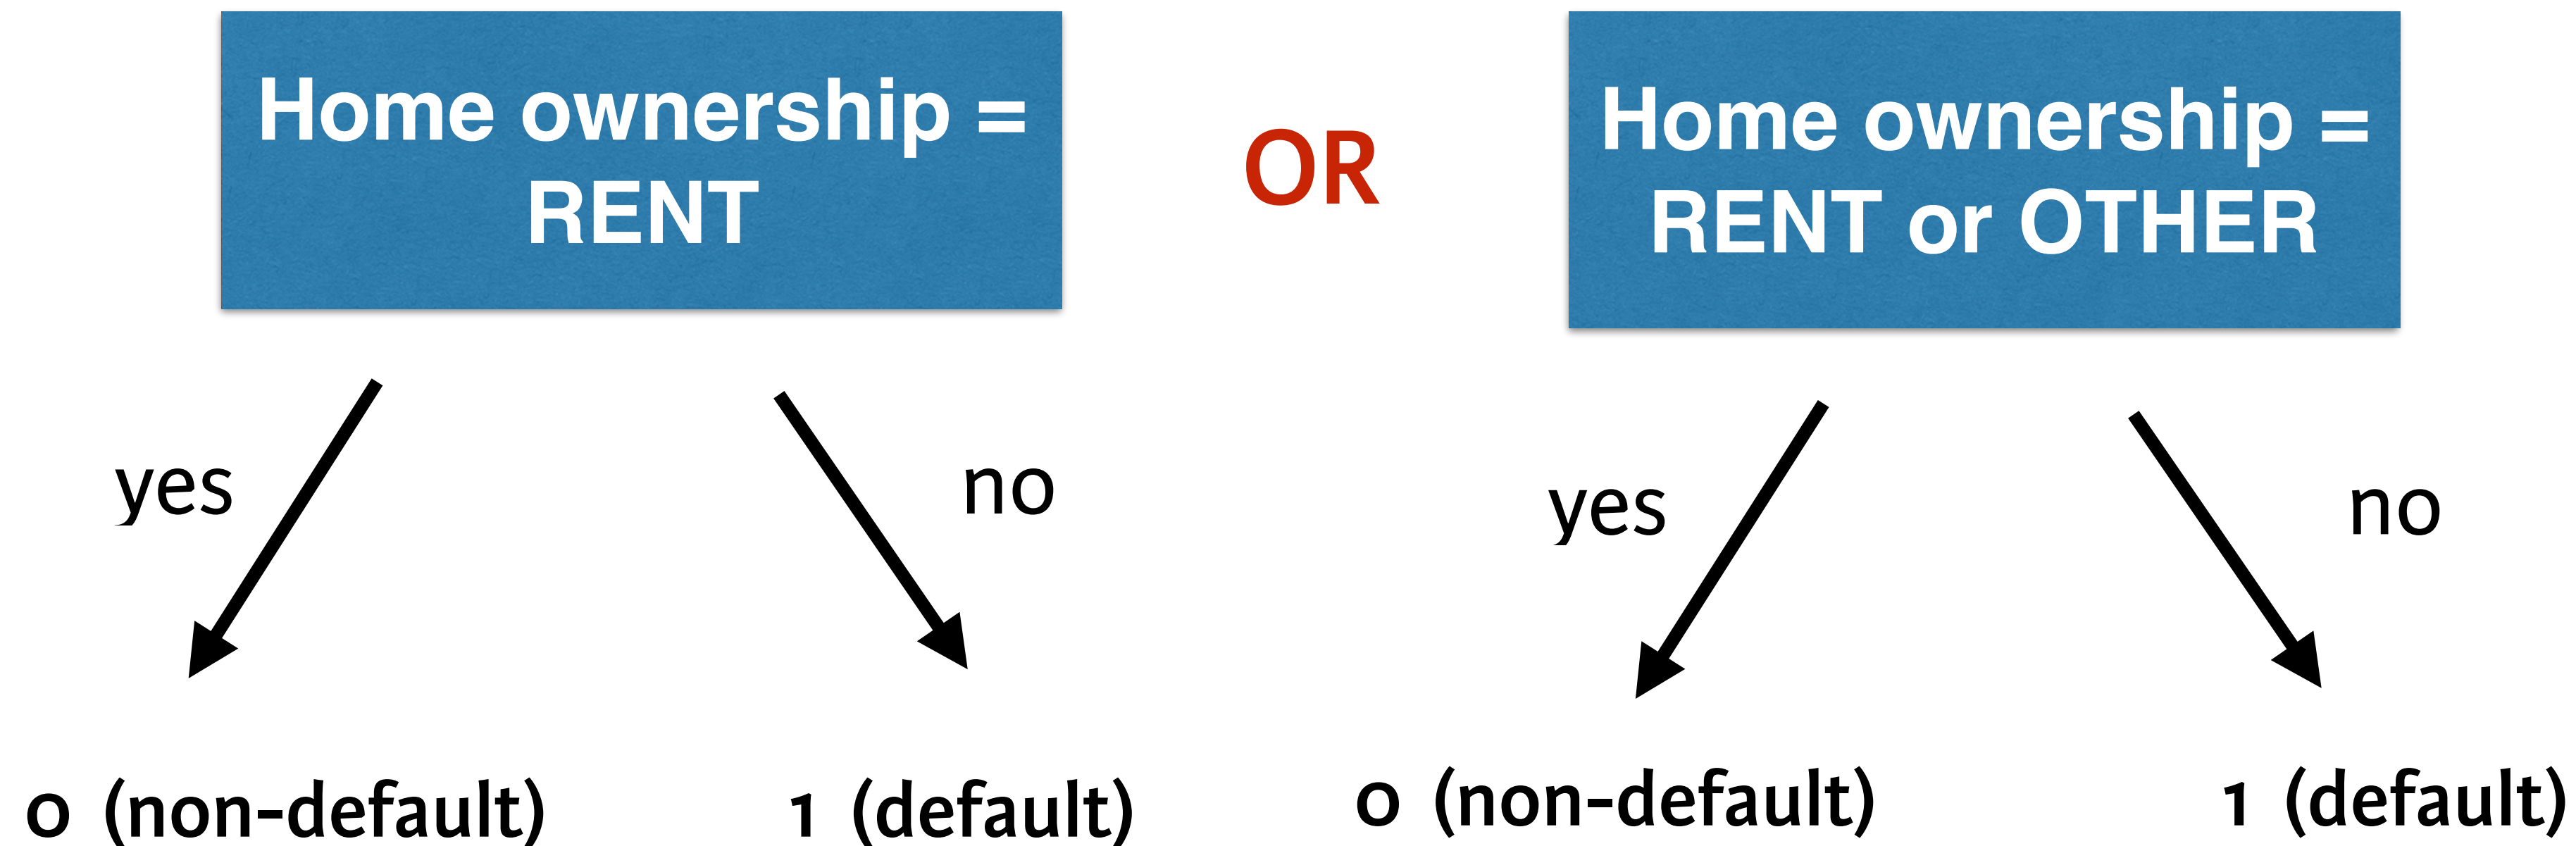 Home ownership =
RENT
OR
Home ownership =
RENT or OTHER
yes
no
yes
no
0 (non-default)
1 (default)
0 (non-default)
1 (default)